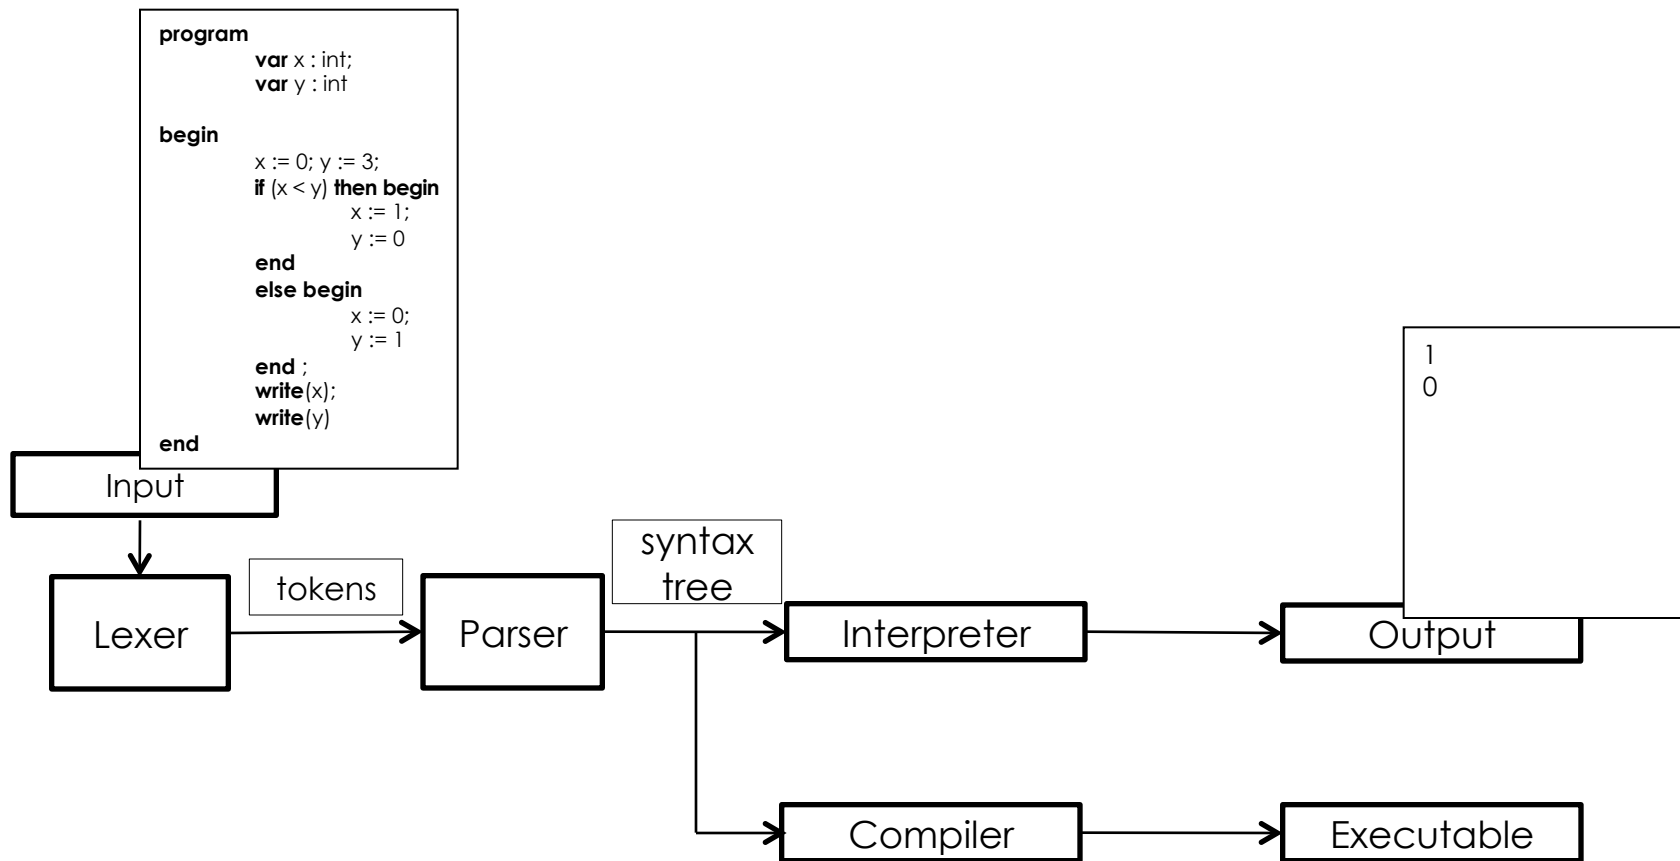 program
var x : int;
var y : int
begin
x := 0; y := 3;
if (x < y) then begin
x := 1;
y := 0
end
else begin
x := 0;
y := 1
end ;
write(x);
write(y)
end
Input
1
0
Lexer
tokens
Parser
syntax
tree
Interpreter
Output
Compiler
Executable